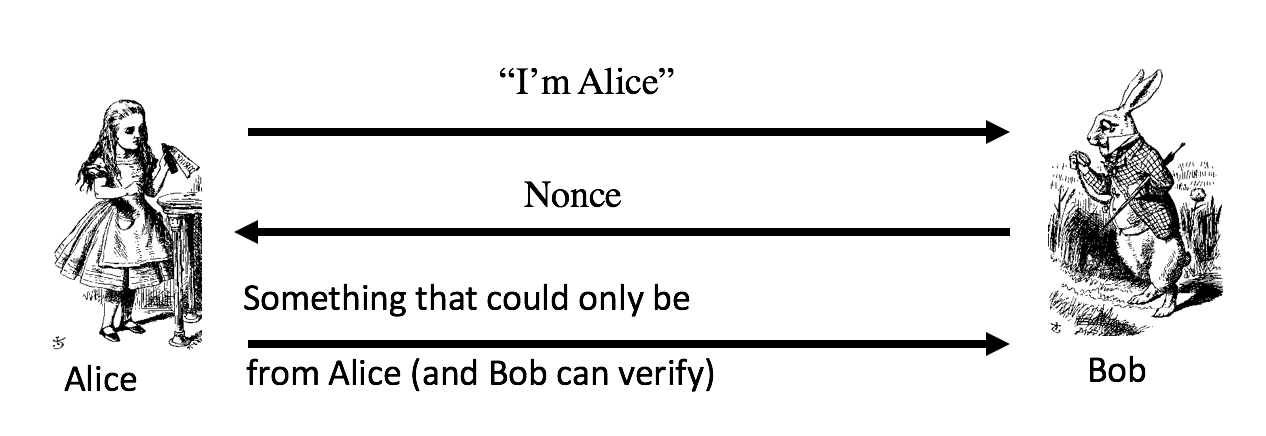 “I’m Alice”
Nonce
Something that could only be
from Alice (and Bob can verify)
Alice
Bob